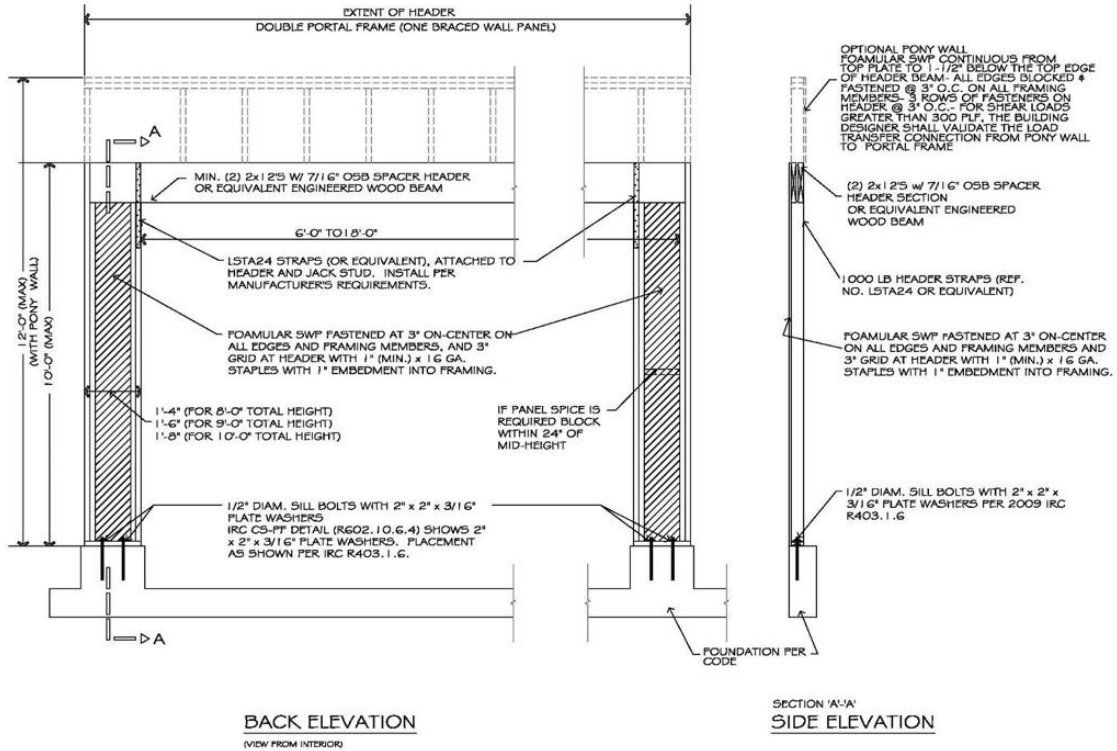 EXTENT OF HEADER
DOUBLE PORTAL FRAME (ONE BRACED WALL PANEL)
OPTIONAL PONY WALL
FOAMULAR SWP CONTINUOUS FROM
TOP PLATE TO 1-1/2" BELOW THE TOP EDGE
OF HEADER BEAM- ALL EDGES BLOCKED &
FASTENED @ 3" O.C. ON ALL FRAMING
MEMBERS- 3 ROWS OF FASTENERS ON
HEADER @ 3" O.C.- FOR SHEAR LOADS
GREATER THAN 300 PLF, THE BUILDING
DESIGNER SHALL VALIDATE THE LOAD
TRANSFER CONNECTION FROM PONY WALL
TO PORTAL FRAME
A
MIN. (2) 2x12'S W/ 7/16" OSB SPACER HEADER
OR EQUIVALENT ENGINEERED WOOD BEAM
(2) 2x12'S W/ 7/16" OSB SPACER
HEADER SECTION
OR EQUIVALENT ENGINEERED
WOOD BEAM
6'-0" TO 18'-0"
LSTA24 STRAPS (OR EQUIVALENT), ATTACHED TO
HEADER AND JACK STUD. INSTALL PER
MANUFACTURER'S REQUIREMENTS.
1000 LB HEADER STRAPS (REF.
NO. LSTA24 OR EQUIVALENT)
12'-0" (MAX)
(WITH PONY WALL)
10'-0" (MAX)
FOAMULAR SWP FASTENED AT 3" ON-CENTER ON
ALL EDGES AND FRAMING MEMBERS, AND 3"
GRID AT HEADER WITH 1" (MIN.) x 16 GA.
STAPLES WITH 1" EMBEDMENT INTO FRAMING.
FOAMULAR SWP FASTENED AT 3" ON-CENTER
ON ALL EDGES AND FRAMING MEMBERS AND
3" GRID AT HEADER WITH 1" (MIN.) x 16 GA.
STAPLES WITH 1" EMBEDMENT INTO FRAMING.
1'-4" (FOR 8'-0" TOTAL HEIGHT)
1'-6" (FOR 9'-0" TOTAL HEIGHT)
1'-8" (FOR 10'-0" TOTAL HEIGHT)
IF PANEL SPICE IS
REQUIRED BLOCK
WITHIN 24" OF
MID-HEIGHT
1/2" DIAM. SILL BOLTS WITH 2" x 2" x 3/16"
PLATE WASHERS
IRC CS-PF DETAIL (R602.10.6.4) SHOWS 2"
x 2" x 3/16" PLATE WASHERS. PLACEMENT
AS SHOWN PER IRC R403.1.6.
1/2" DIAM. SILL BOLTS WITH 2" x 2" x
3/16" PLATE WASHERS PER 2009 IRC
R403.1.6
A
FOUNDATION PER
CODE
BACK ELEVATION
(VIEW FROM INTERIOR)
SECTION 'A'-'A'
SIDE ELEVATION